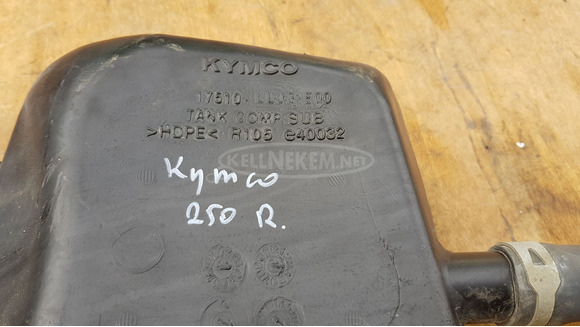 KYMCO
17510
TANK COMP SUB
>HDPE< R105 e40032
KELLNEKEM.NET
Kymco
250 R.